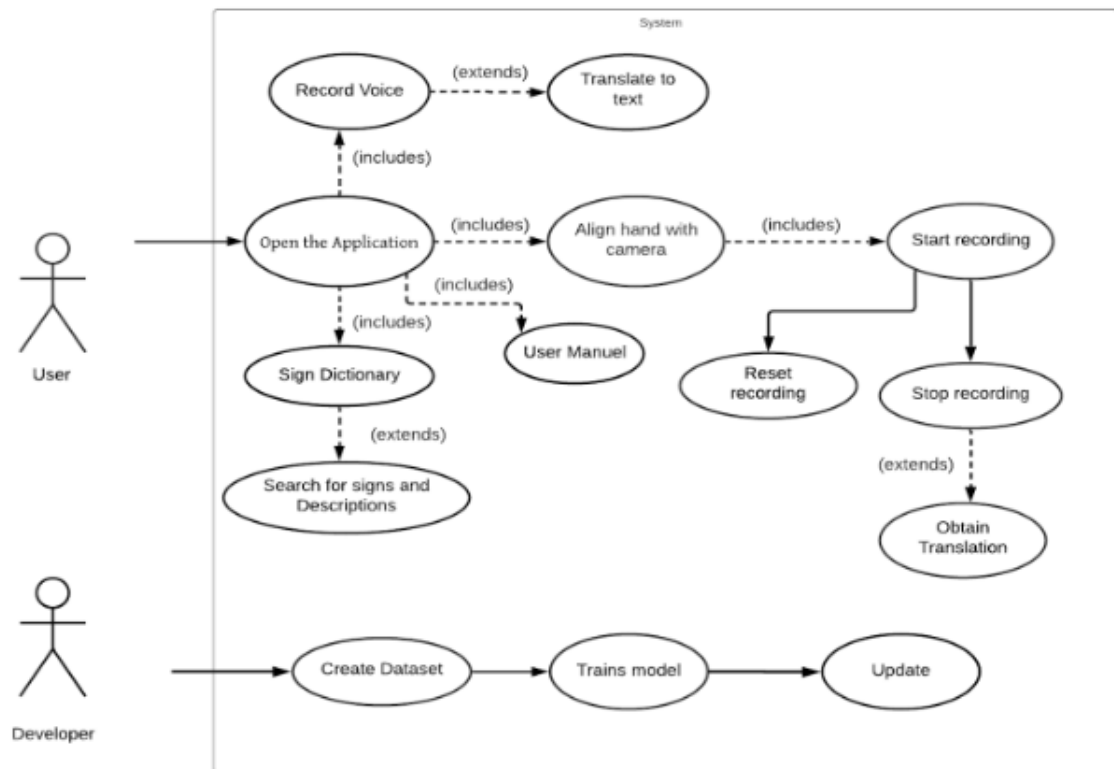 System
Record Voice
(extends)
Translate to
text
(includes)
Open the Application
(includes)
Align hand with
camera
(includes)
Start recording
(includes)
(includes)
User Manuel
Sign Dictionary
Reset
recording
Stop recording
User
(extends)
(extends)
Search for signs and
Descriptions
Obtain
Translation
Create Dataset
Trains model
Update
Developer